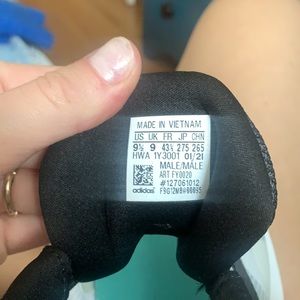 MADE IN VIETNAM
US UK FR JP CHN
9½ 9 43⅓ 275 265
HWA 1Y3001 01/21
MALE/MALE
ART FY0020
#127061012
adidas